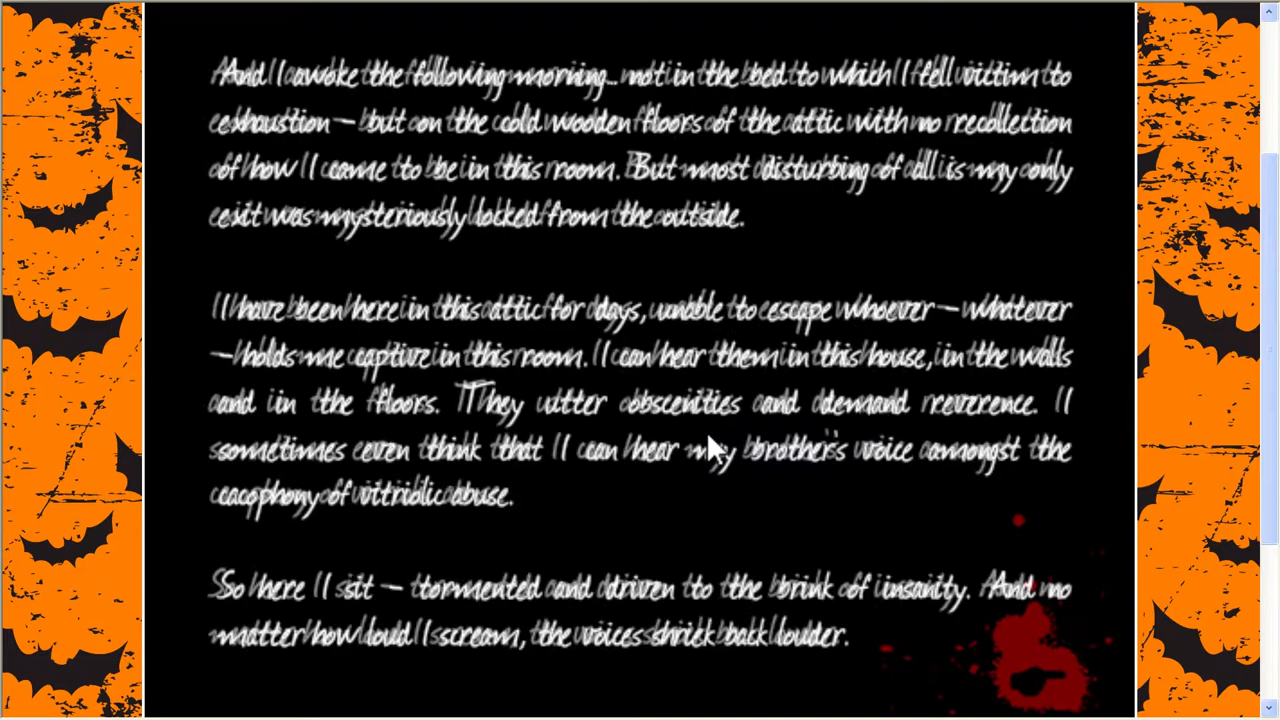 And I awoke the following morning... not in the bed to which I fell victim to
exhaustion – but on the cold wooden floors of the attic with no recollection
of how I came to be in this room. But most disturbing of all is my only
exit was mysteriously locked from the outside.
I have been here in this attic for days, unable to escape whoever – whatever
– holds me captive in this room. I can hear them in this house, in the walls
and in the floors. They utter obscenities and demand reverence. I
sometimes even think that I can hear my brother's voice amongst the
cacophony of vitriolic abuse.
So here I sit – tormented and driven to the brink of insanity. And no
matter how loud I scream, the voices shriek back louder.